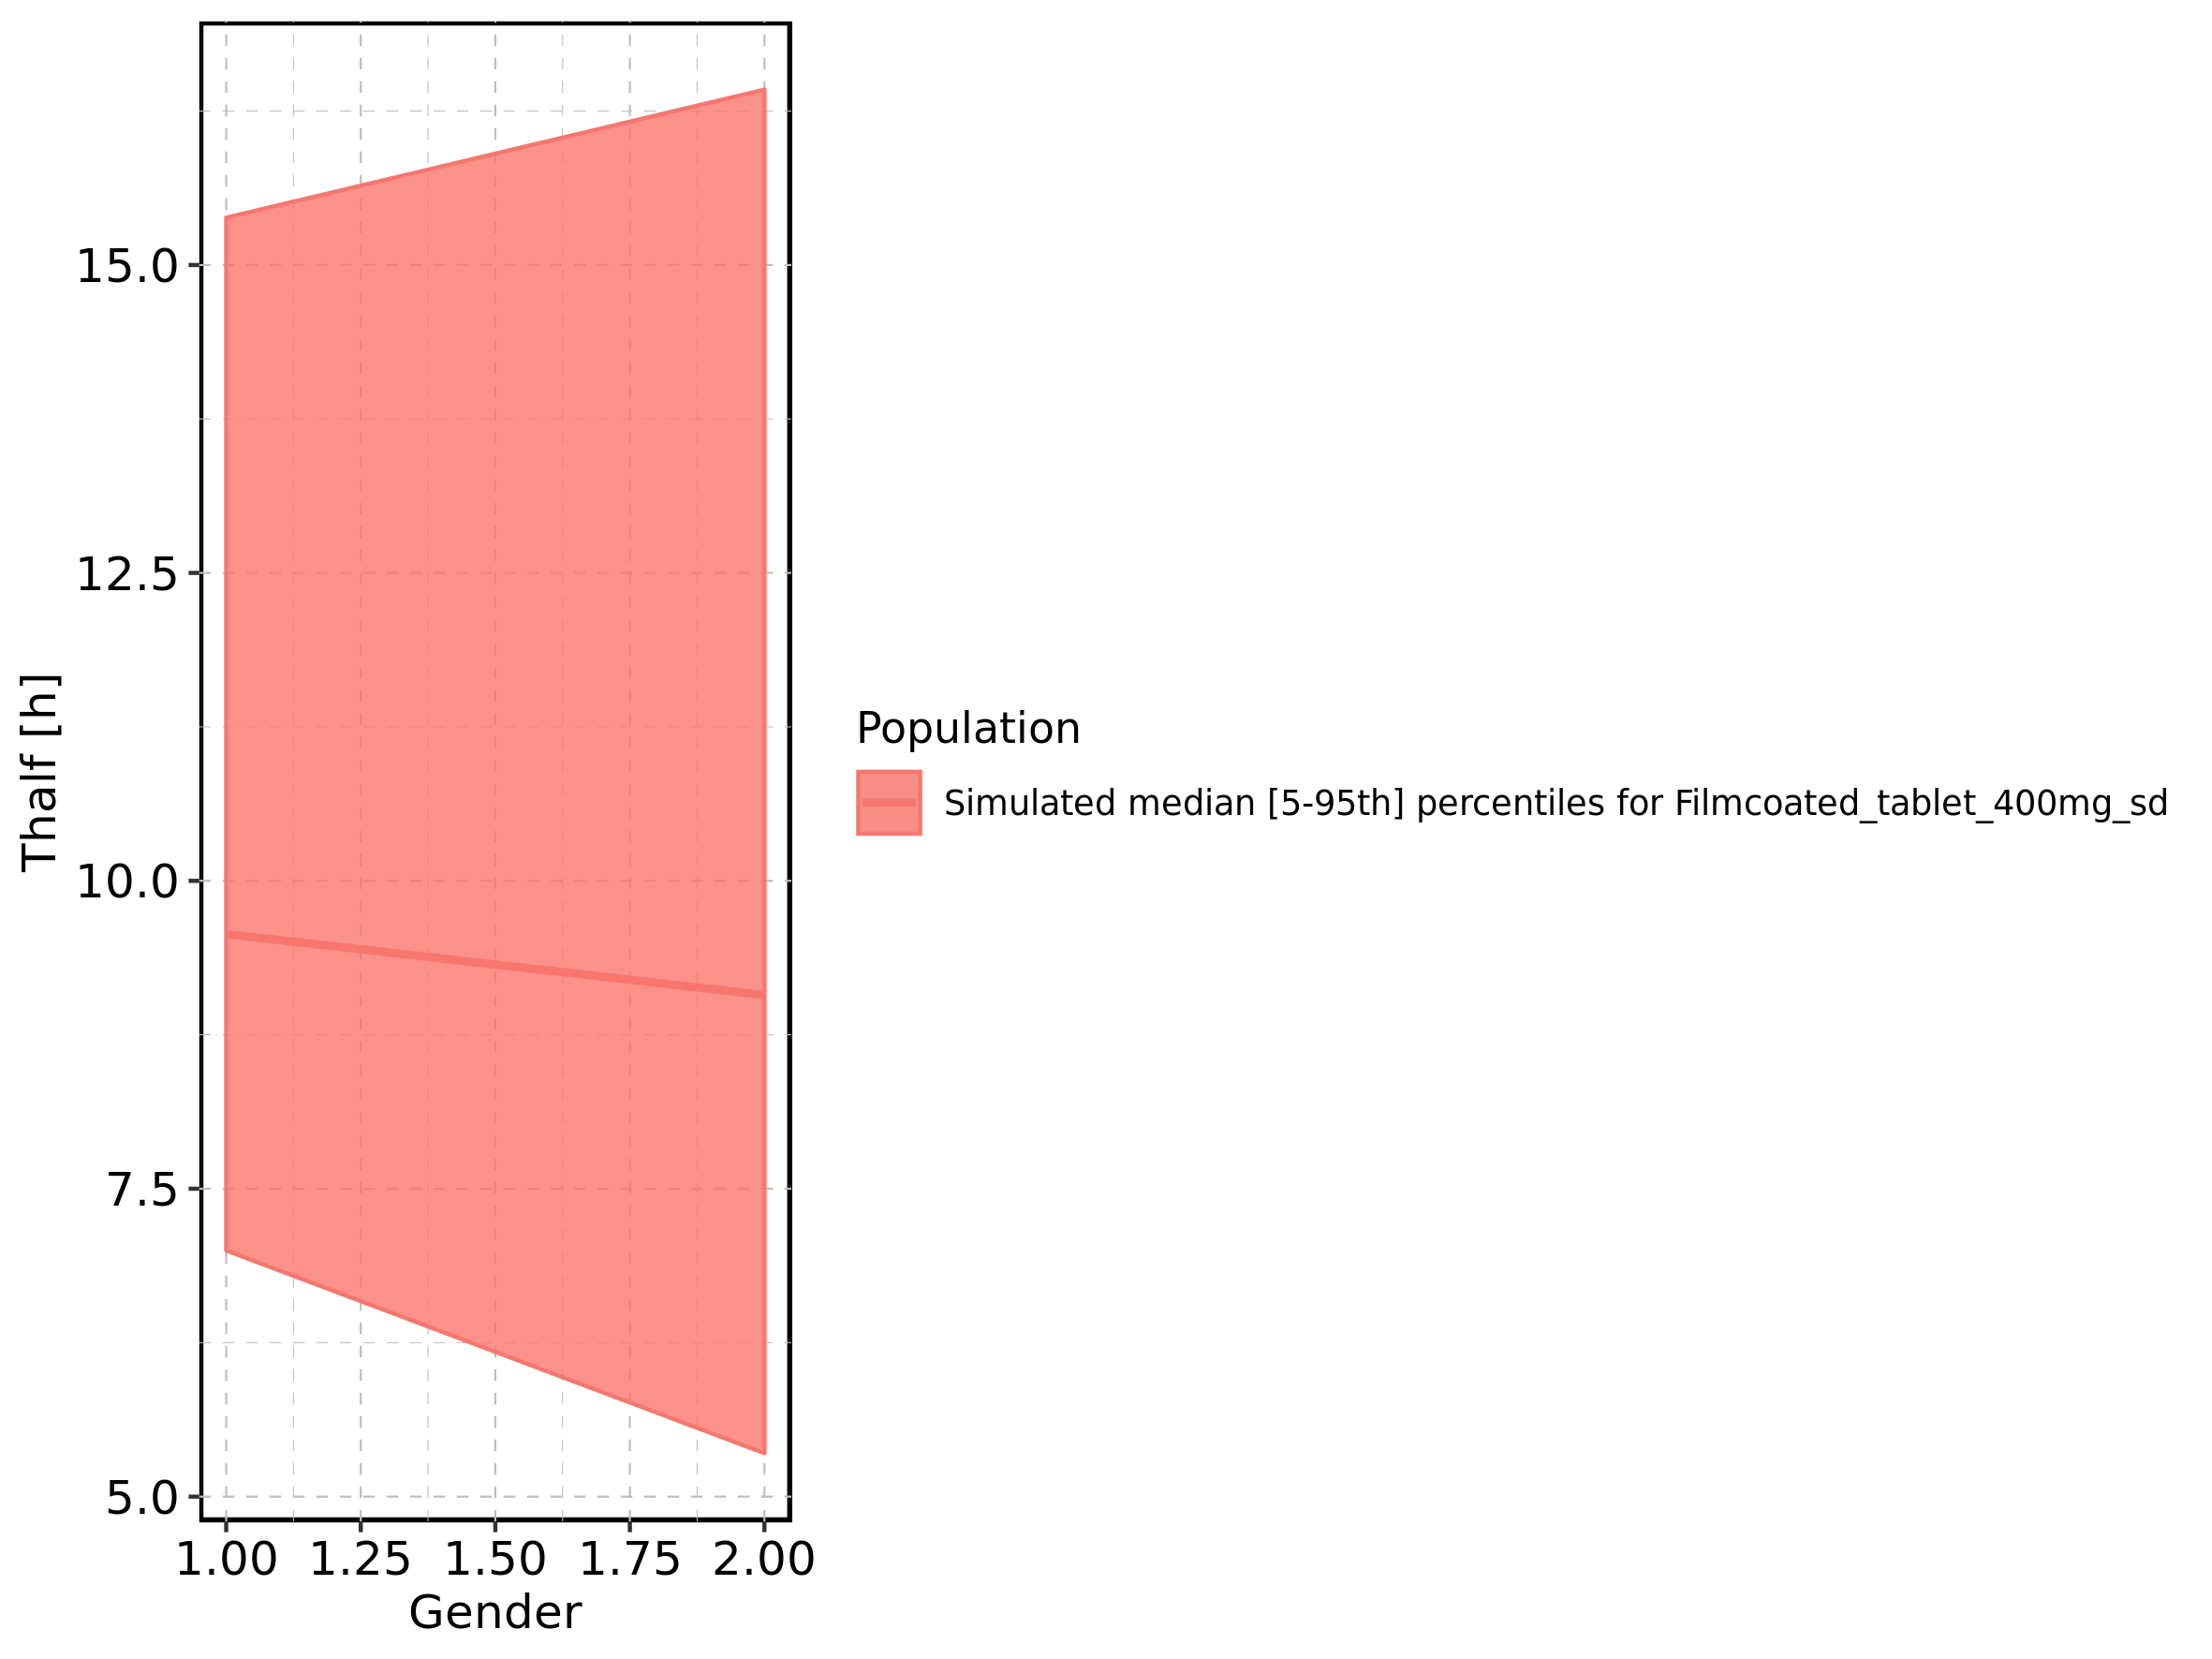 Thalf [h]
15.0
12.5
10.0
7.5
5.0
1.00 1.25 1.50 1.75 2.00
Gender
Population
Simulated median [5-95th] percentiles for Filmcoated_tablet_400mg_sd